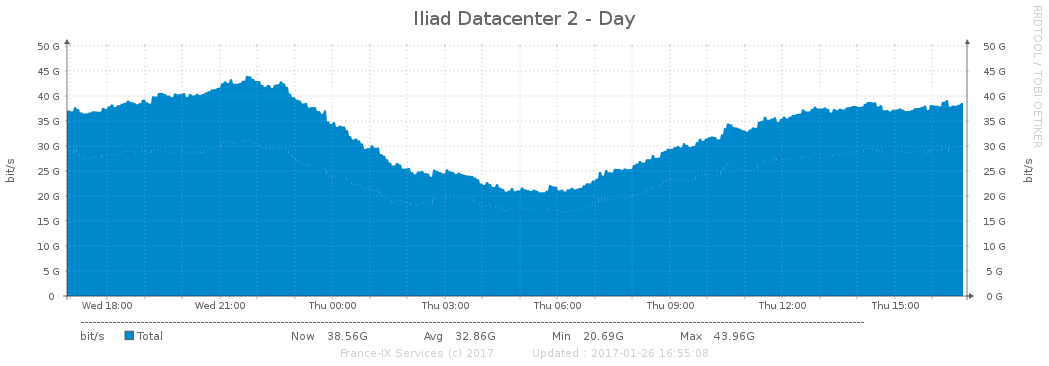 Iliad Datacenter 2 - Day
RRDTOOL / TOBI OETIKER
50 G 50 G
45 G 45 G
40 G 40 G
35 G 35 G
30 G 30 G
25 G 25 G
20 G 20 G
15 G 15 G
10 G 10 G
5 G 5 G
0 0 G
bit/s bit/s
Wed 18:00 Wed 21:00 Thu 00:00 Thu 03:00 Thu 06:00 Thu 09:00 Thu 12:00 Thu 15:00
bit/s Total Now 38.56G Avg 32.86G Min 20.69G Max 43.96G
France-IX Services (c) 2017 Updated : 2017-01-26 16:55:08